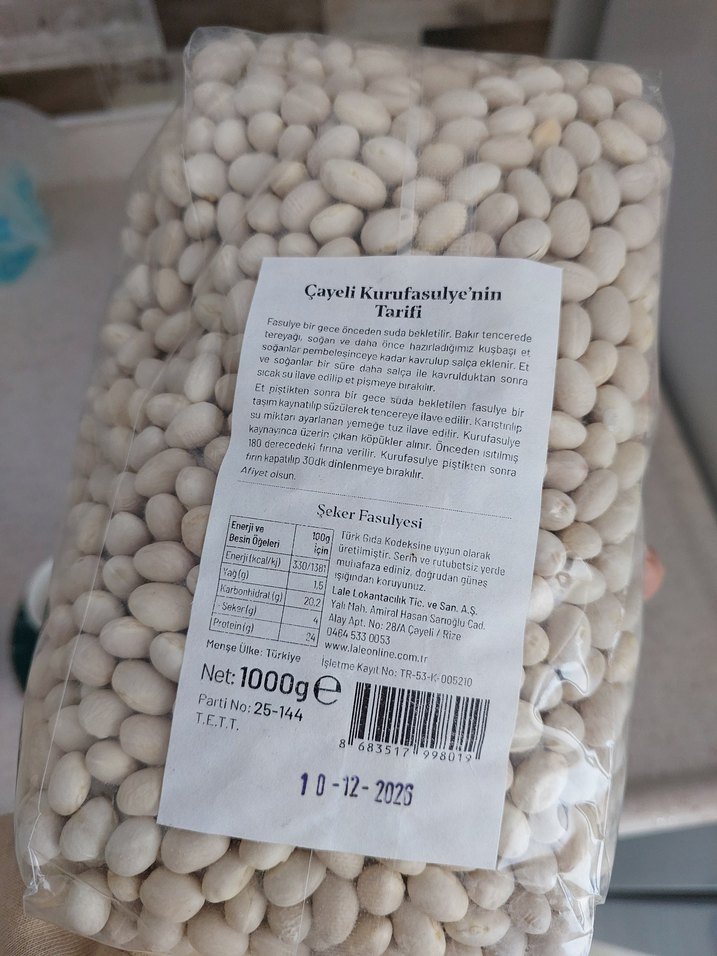 Çayeli Kurufasulye'nin
Tarifi
Fasulye bir gece önceden suda bekletilir. Bakır tencerede
tereyağı, soğan ve daha önce hazırladığımız kuşbaşı et
soğanlar pembeleşinceye kadar kavrulup salça eklenir. Et
ve soğanlar bir süre daha salça ile kavrulduktan sonra
sıcak su ilave edilip et pişmeye bırakılır.
Et piştikten sonra bir gece suda bekletilen fasulye bir
taşım kaynatılıp süzülerek tencereye ilave edilir. Karıştırılıp
su miktarı ayarlanan yemeğe tuz ilave edilir. Kurufasulye
kaynayınca üzerin çıkan köpükler alınır. Önceden ısıtılmış
180 derecedeki fırına verilir. Kurufasulye piştikten sonra
fırın kapatılıp 30dk dinlenmeye bırakılır.
Afiyet olsun.
Şeker Fasulyesi
Enerji ve
Besin Öğeleri 100g
için
Enerji (kcal/kj) 330/1381
Yağ (g) 1.5
Karbonhidrat (g) 20.2
- Şeker (g) 4
Protein (g) 24
Menşe Ülke: Türkiye
Türk Gıda Kodeksine uygun olarak
üretilmiştir. Serin ve rutubetsiz yerde
muhafaza ediniz, doğrudan güneş
ışığından koruyunuz.
Lale Lokantacılık Tic. ve San. A.Ş.
Yalı Mah. Amiral Hasan Sarıoğlu Cad.
Alay Apt. No: 28/A Çayeli / Rize
0464 533 0053
www.laleonline.com.tr
İşletme Kayıt No: TR-53-K-005210
Net: 1000g ℮
Parti No: 25-144
T.E.T.T.
8 683517 998019
10-12-2026